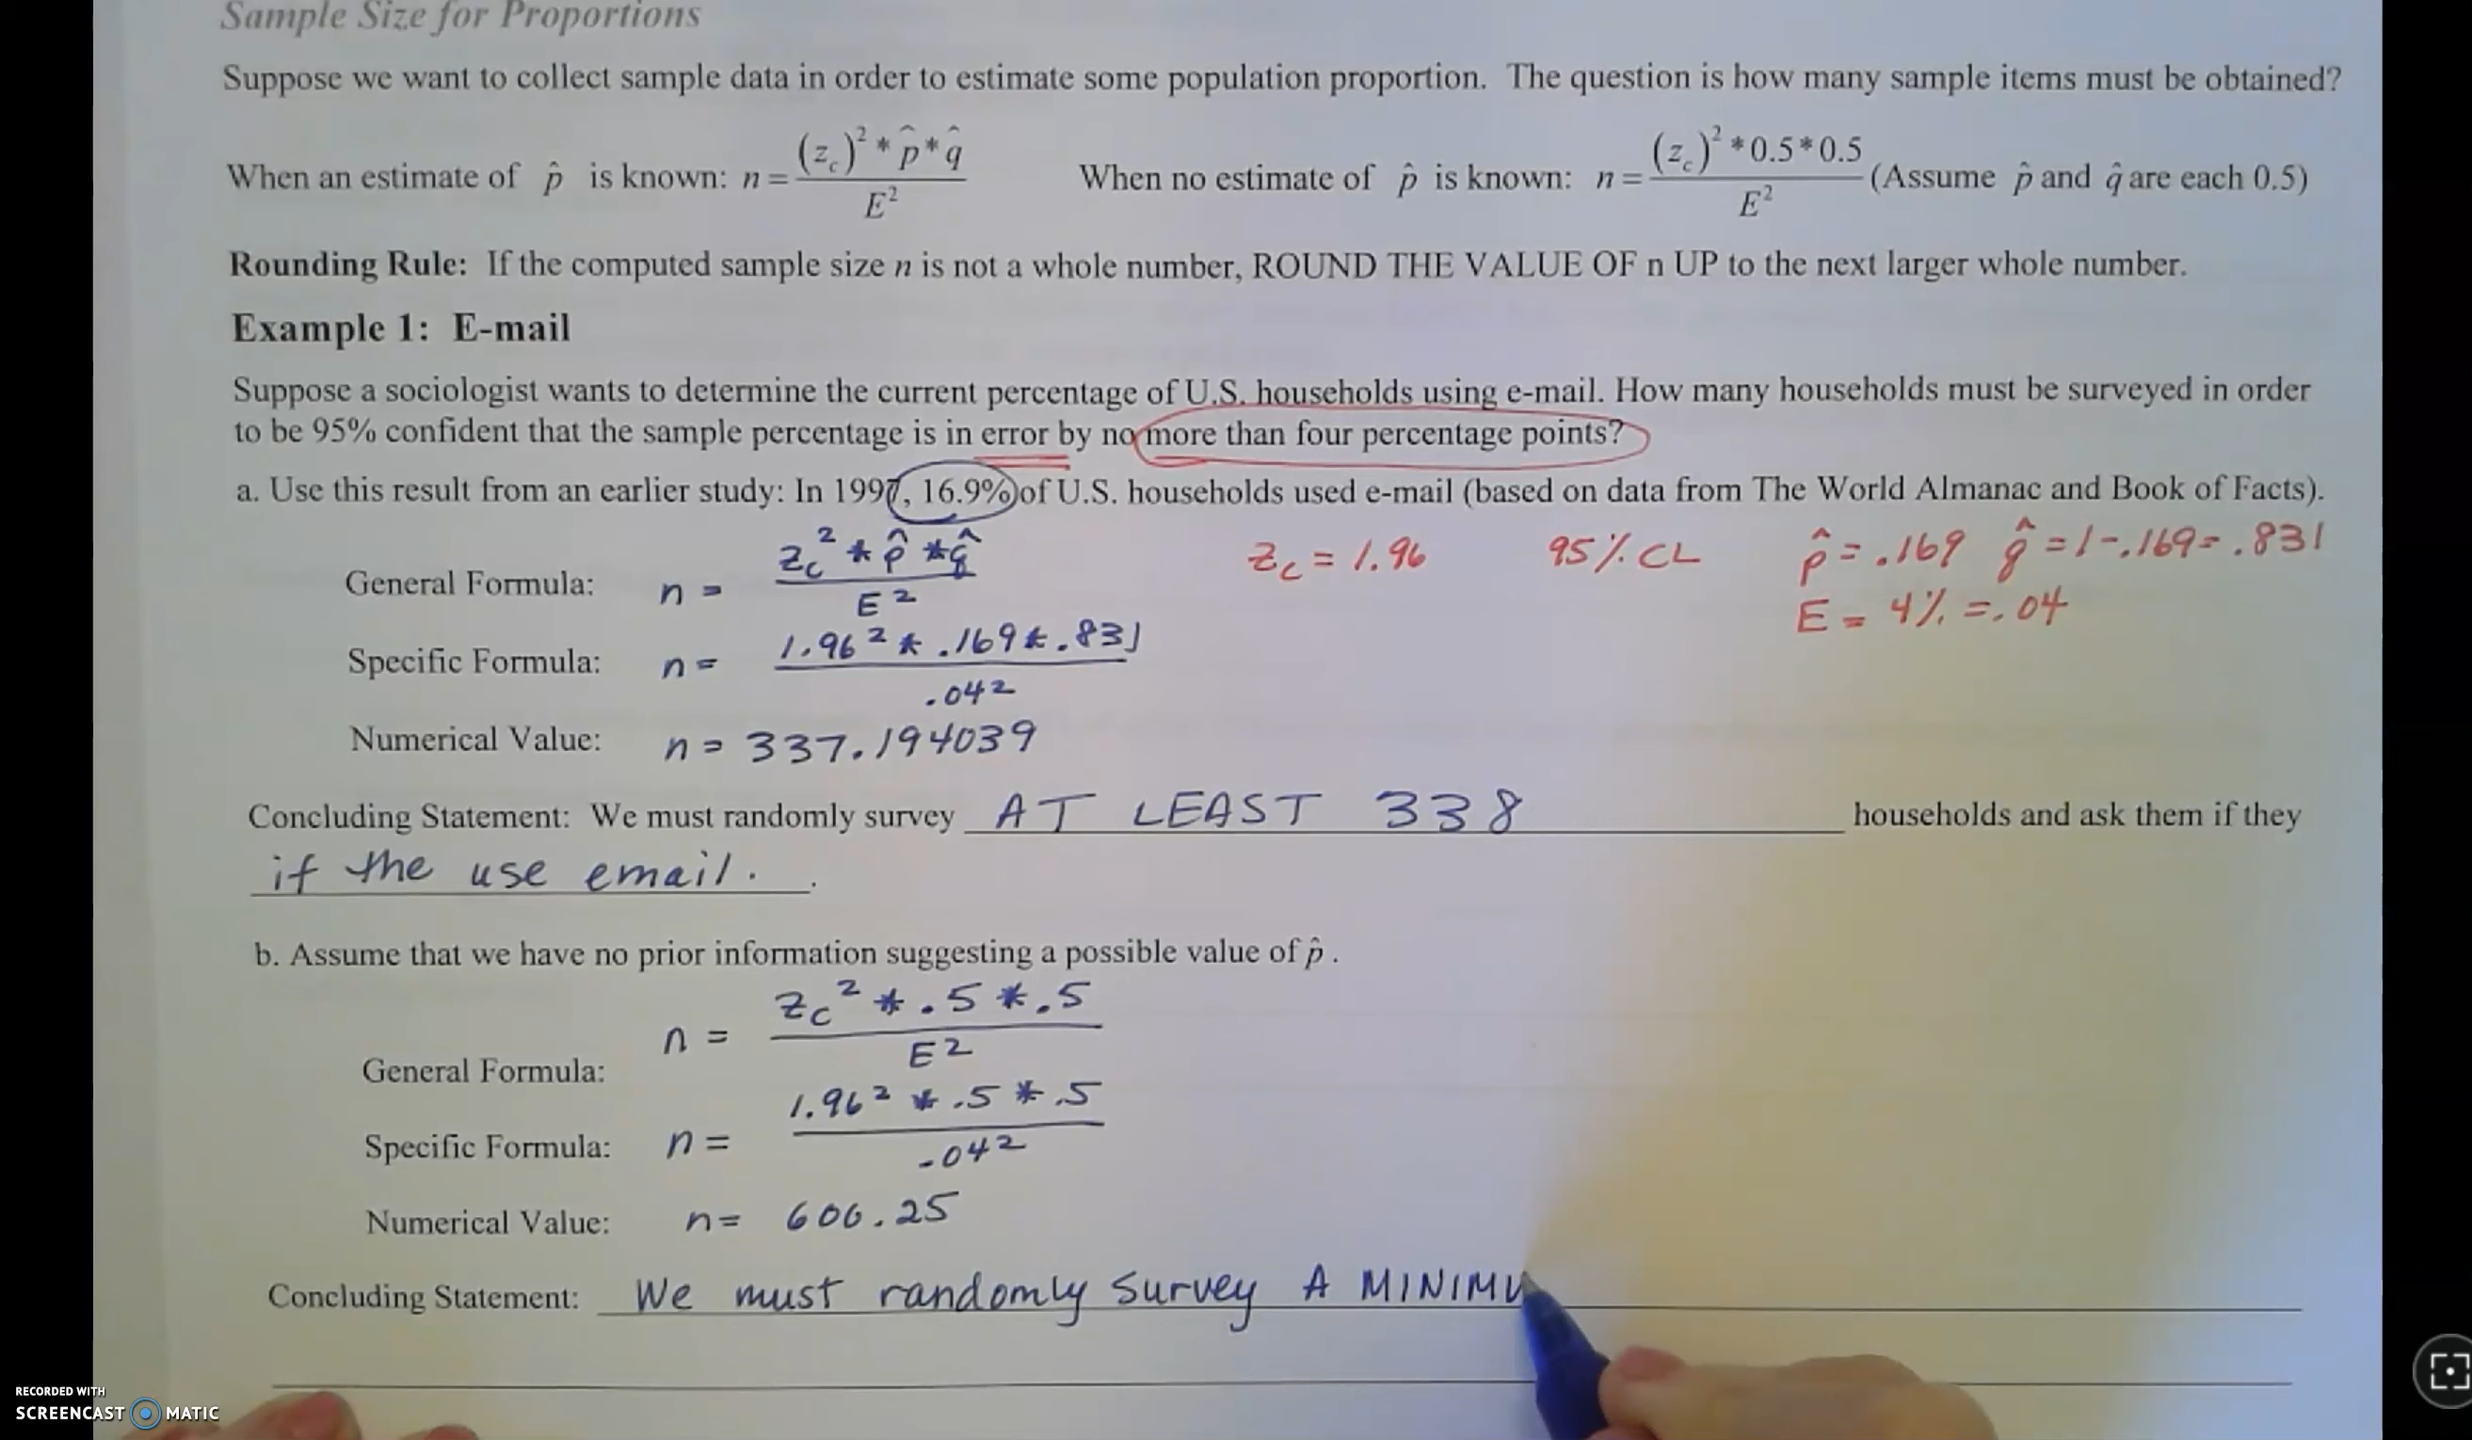 Sample Size for Proportions
Suppose we want to collect sample data in order to estimate some population proportion. The question is how many sample items must be obtained?
When an estimate of p̂ is known: n = (z_c)² * p̂ * q̂ / E² When no estimate of p̂ is known: n = (z_c)² * 0.5 * 0.5 / E² (Assume p̂ and q̂ are each 0.5)
Rounding Rule: If the computed sample size n is not a whole number, ROUND THE VALUE OF n UP to the next larger whole number.
Example 1: E-mail
Suppose a sociologist wants to determine the current percentage of U.S. households using e-mail. How many households must be surveyed in order
to be 95% confident that the sample percentage is in error by no more than four percentage points?
a. Use this result from an earlier study: In 1997, 16.9% of U.S. households used e-mail (based on data from The World Almanac and Book of Facts).
General Formula: n = z_c² * p̂ * q̂ / E² z_c = 1.96 95% CL p̂ = .169 q̂ = 1-.169 = .831
E = 4% = .04
Specific Formula: n = 1.96² * .169 * .831 / .04²
Numerical Value: n = 337.194039
Concluding Statement: We must randomly survey AT LEAST 338 households and ask them if they
if the use email. .
b. Assume that we have no prior information suggesting a possible value of p̂ .
General Formula: n = z_c² * .5 * .5 / E²
Specific Formula: n = 1.96² * .5 * .5 / .04²
Numerical Value: n = 600.25
Concluding Statement: We must randomly survey A MINIMU
RECORDED WITH
SCREENCAST MATIC